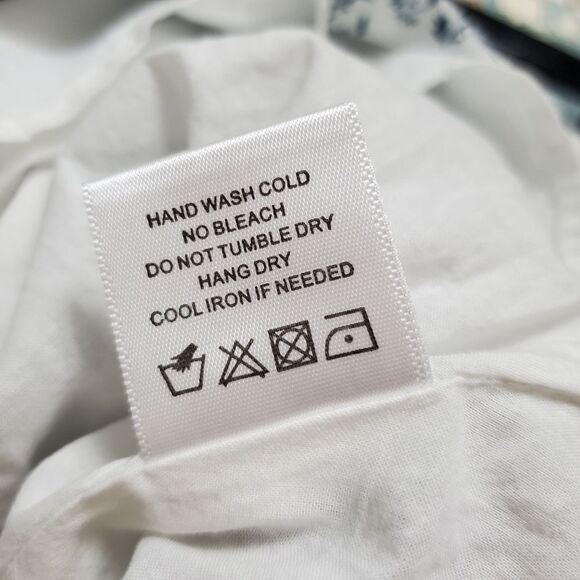 HAND WASH COLD
NO BLEACH
DO NOT TUMBLE DRY
HANG DRY
COOL IRON IF NEEDED